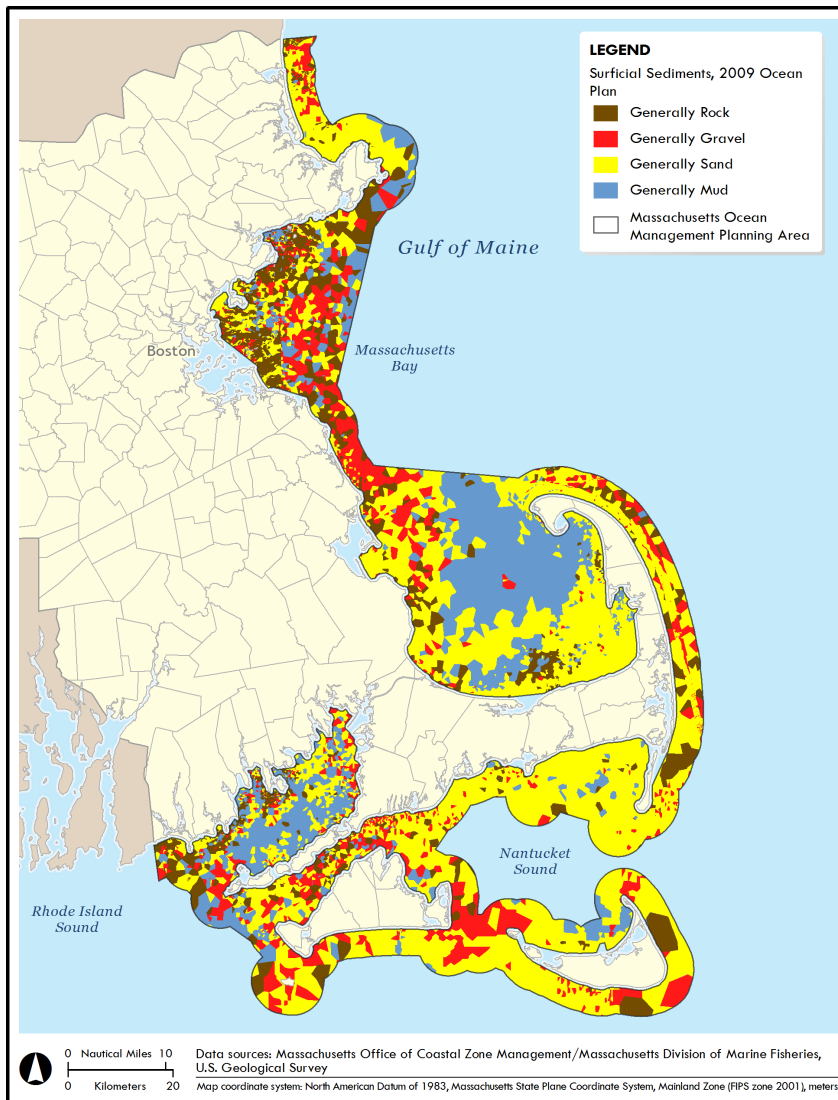 LEGEND
Surficial Sediments, 2009 Ocean
Plan
Generally Rock
Generally Gravel
Generally Sand
Generally Mud
Massachusetts Ocean
Management Planning Area
Gulf of Maine
Boston
Massachusetts
Bay
Nantucket
Sound
Rhode Island
Sound
0 Nautical Miles 10
0 Kilometers 20
Data sources: Massachusetts Office of Coastal Zone Management/Massachusetts Division of Marine Fisheries,
U.S. Geological Survey
Map coordinate system: North American Datum of 1983, Massachusetts State Plane Coordinate System, Mainland Zone (FIPS zone 2001), meters